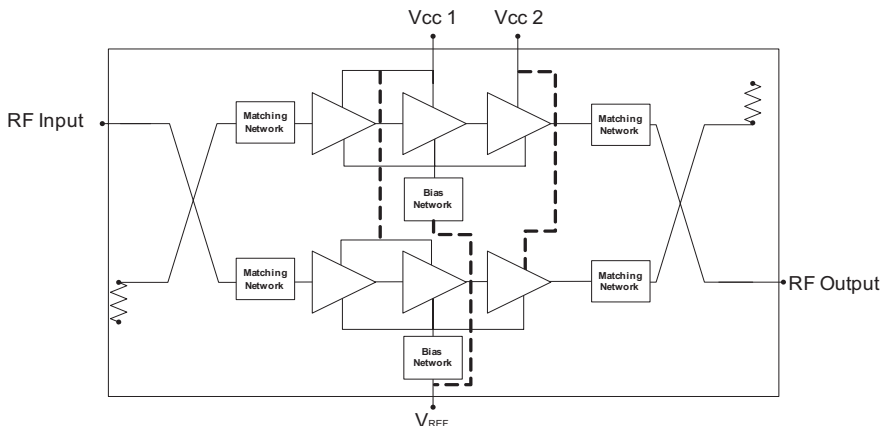 Vcc 1
Vcc 2
RF Input
Matching
Network
Matching
Network
Bias
Network
Matching
Network
Matching
Network
RF Output
Bias
Network
VREF